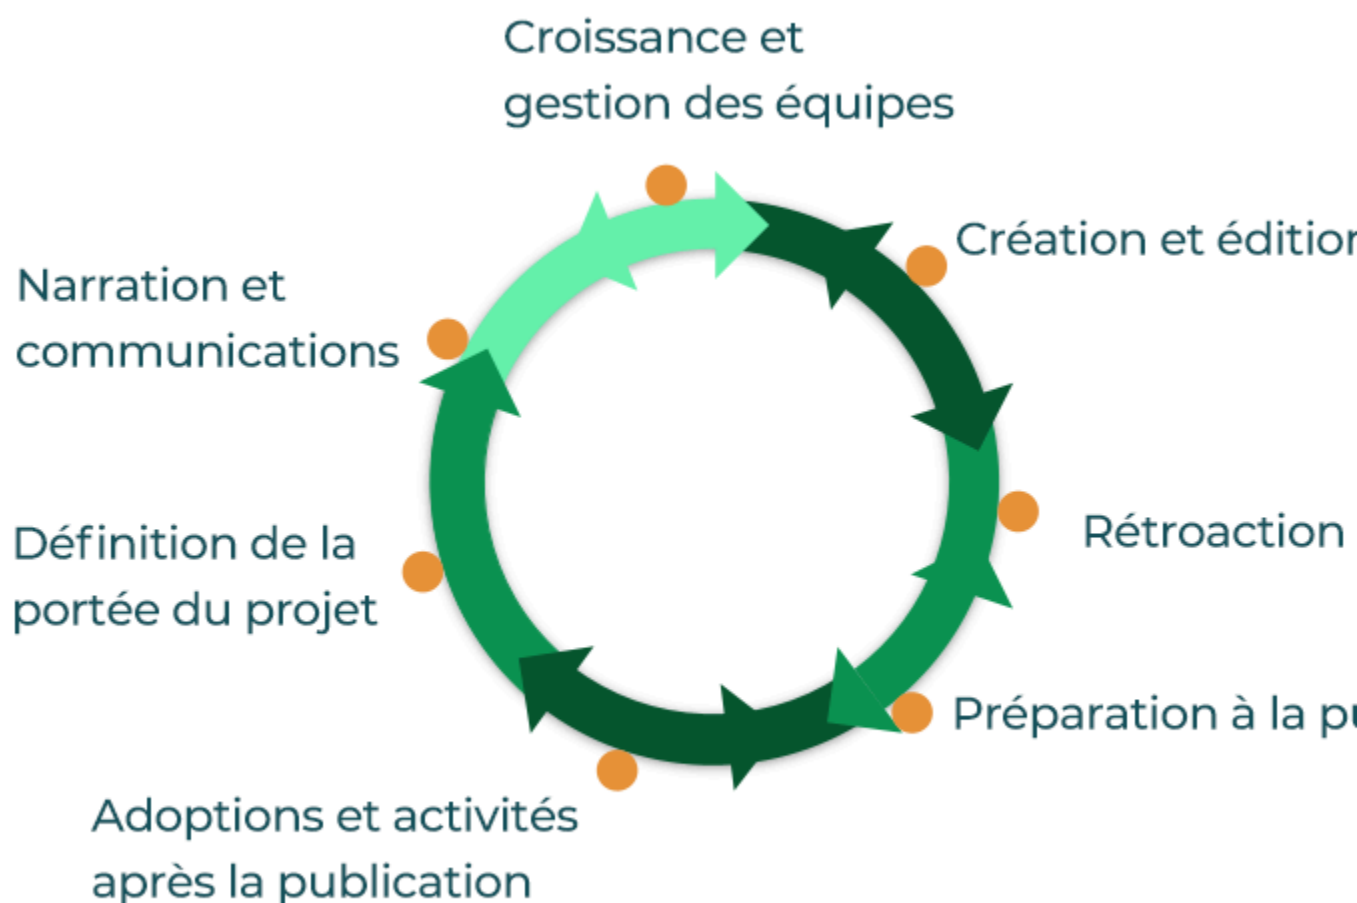 Croissance et
gestion des équipes
Création et édition
Narration et
communications
Rétroaction
Définition de la
portée du projet
Préparation à la
Adoptions et activités
après la publication